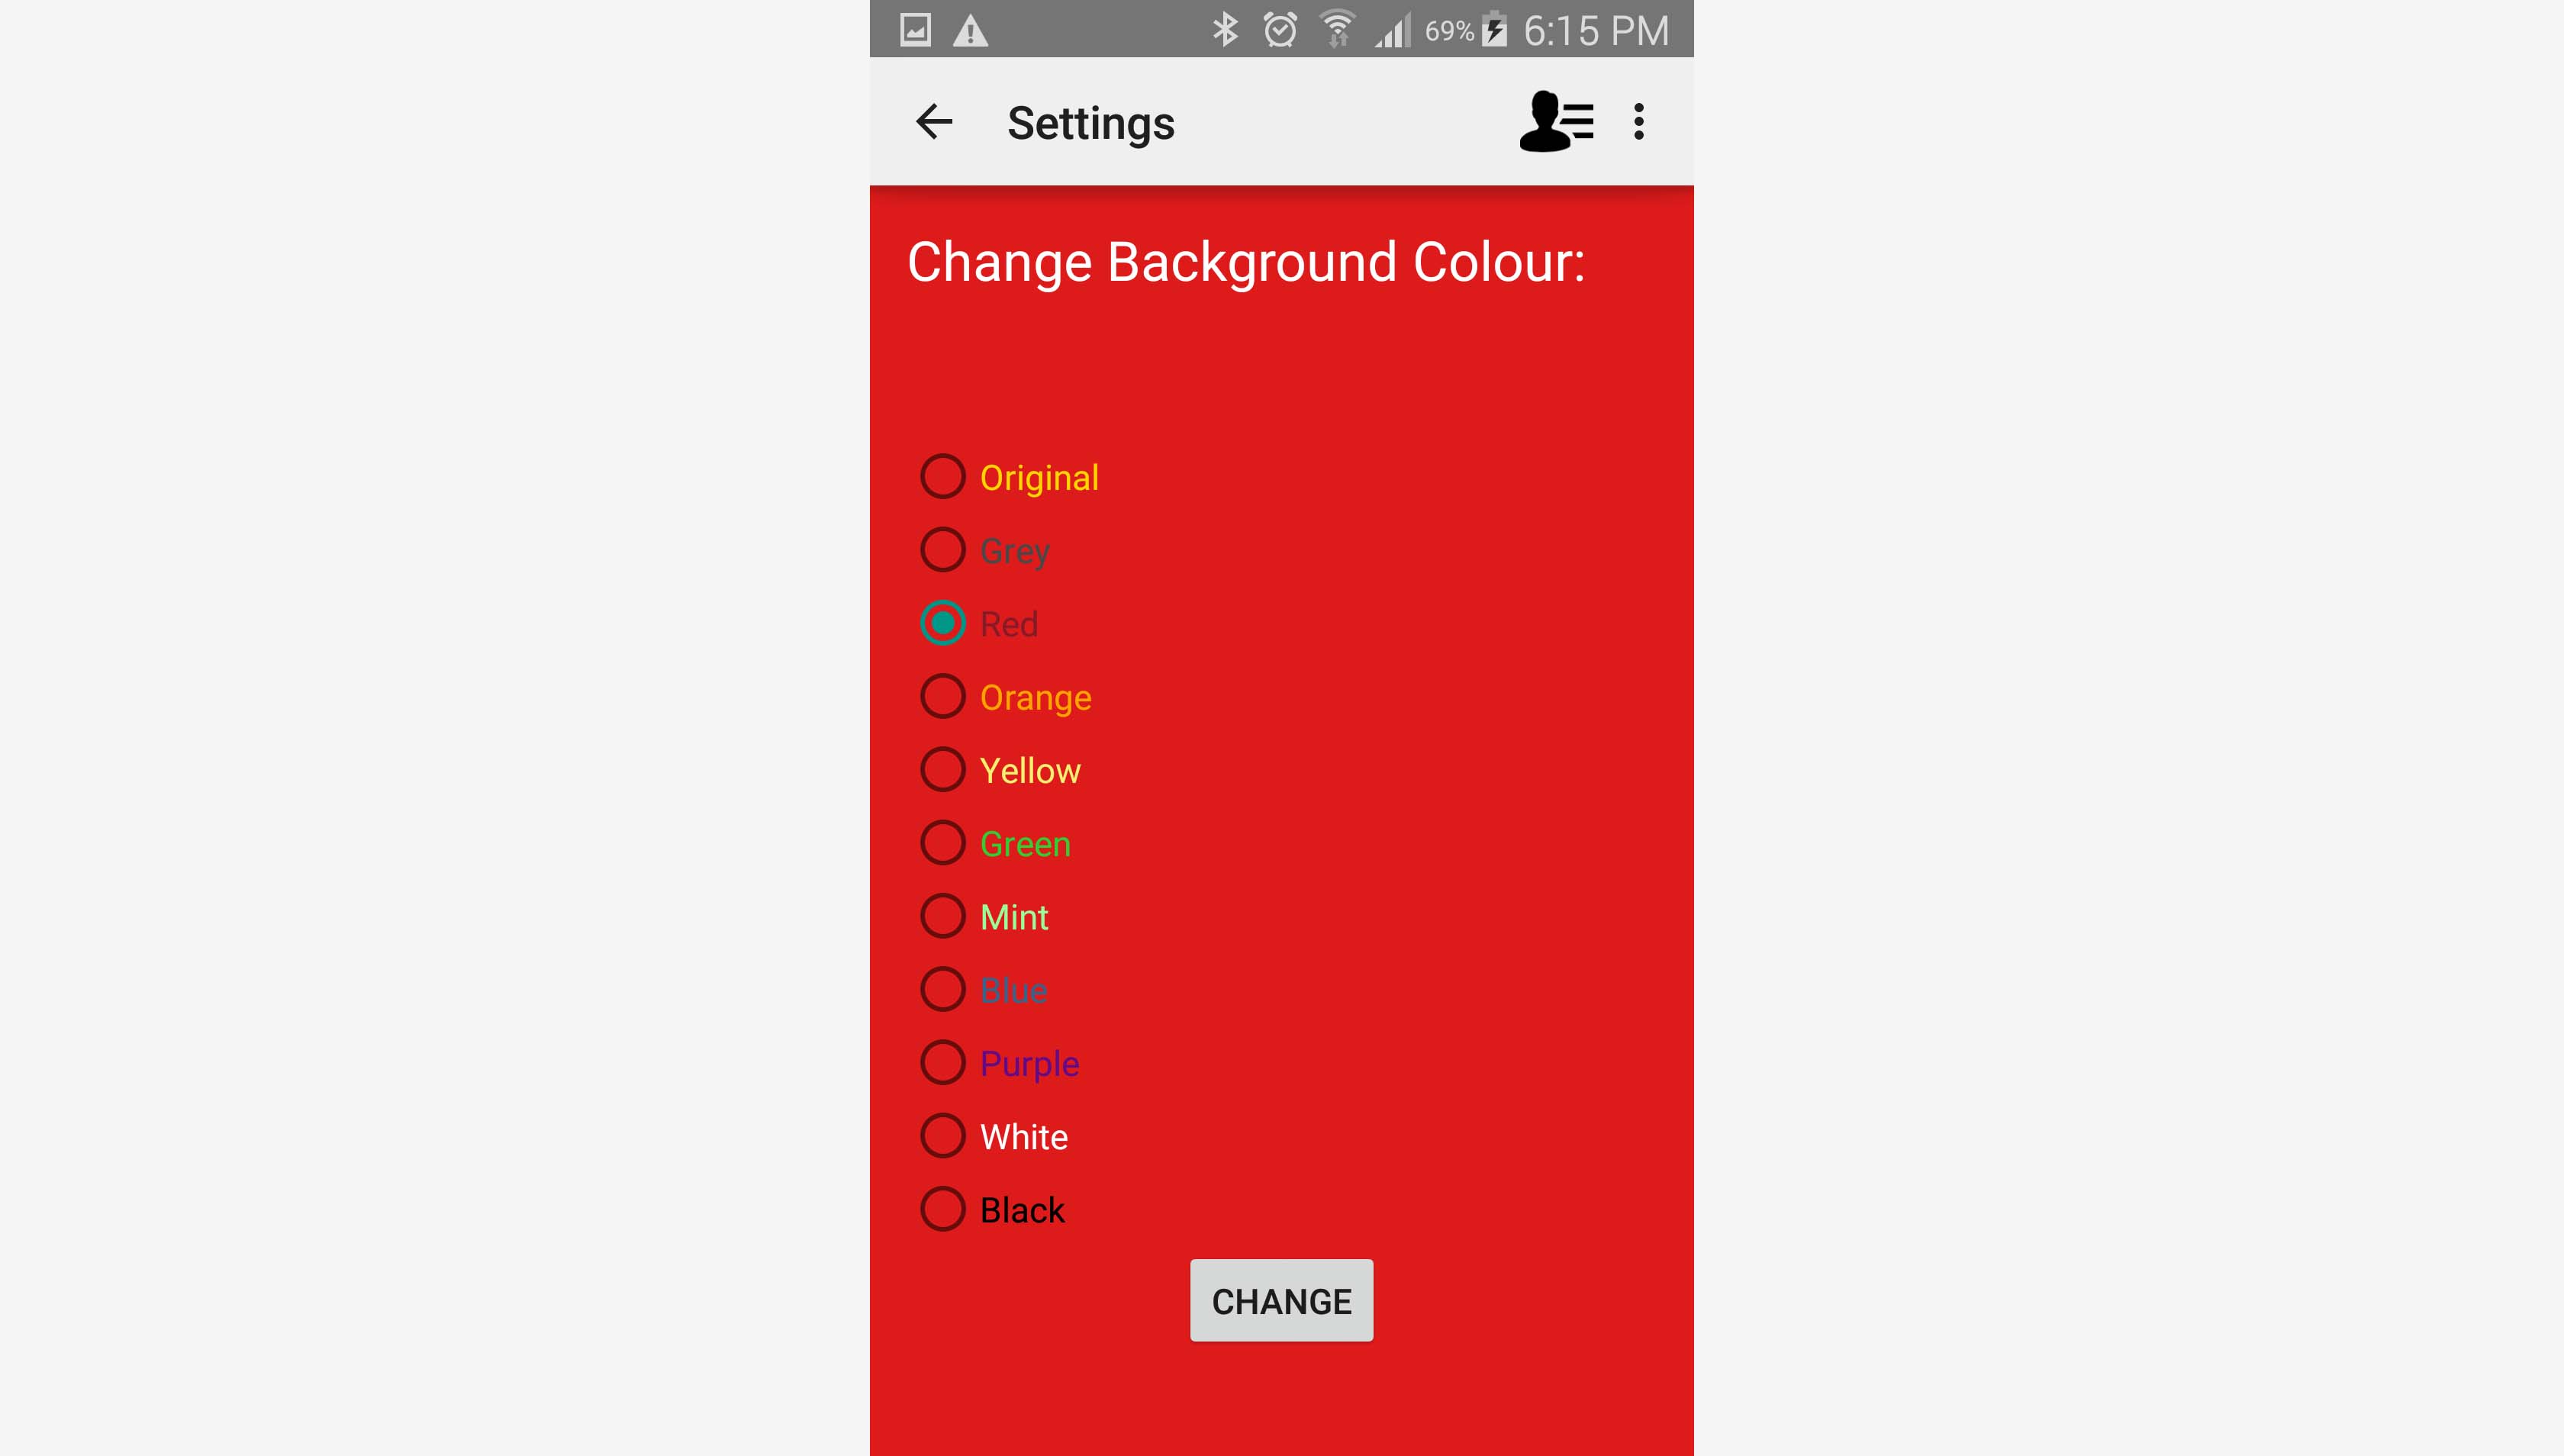 69% 6:15 PM
Settings
Change Background Colour:
Original
Grey
Red
Orange
Yellow
Green
Mint
Blue
Purple
White
Black
CHANGE